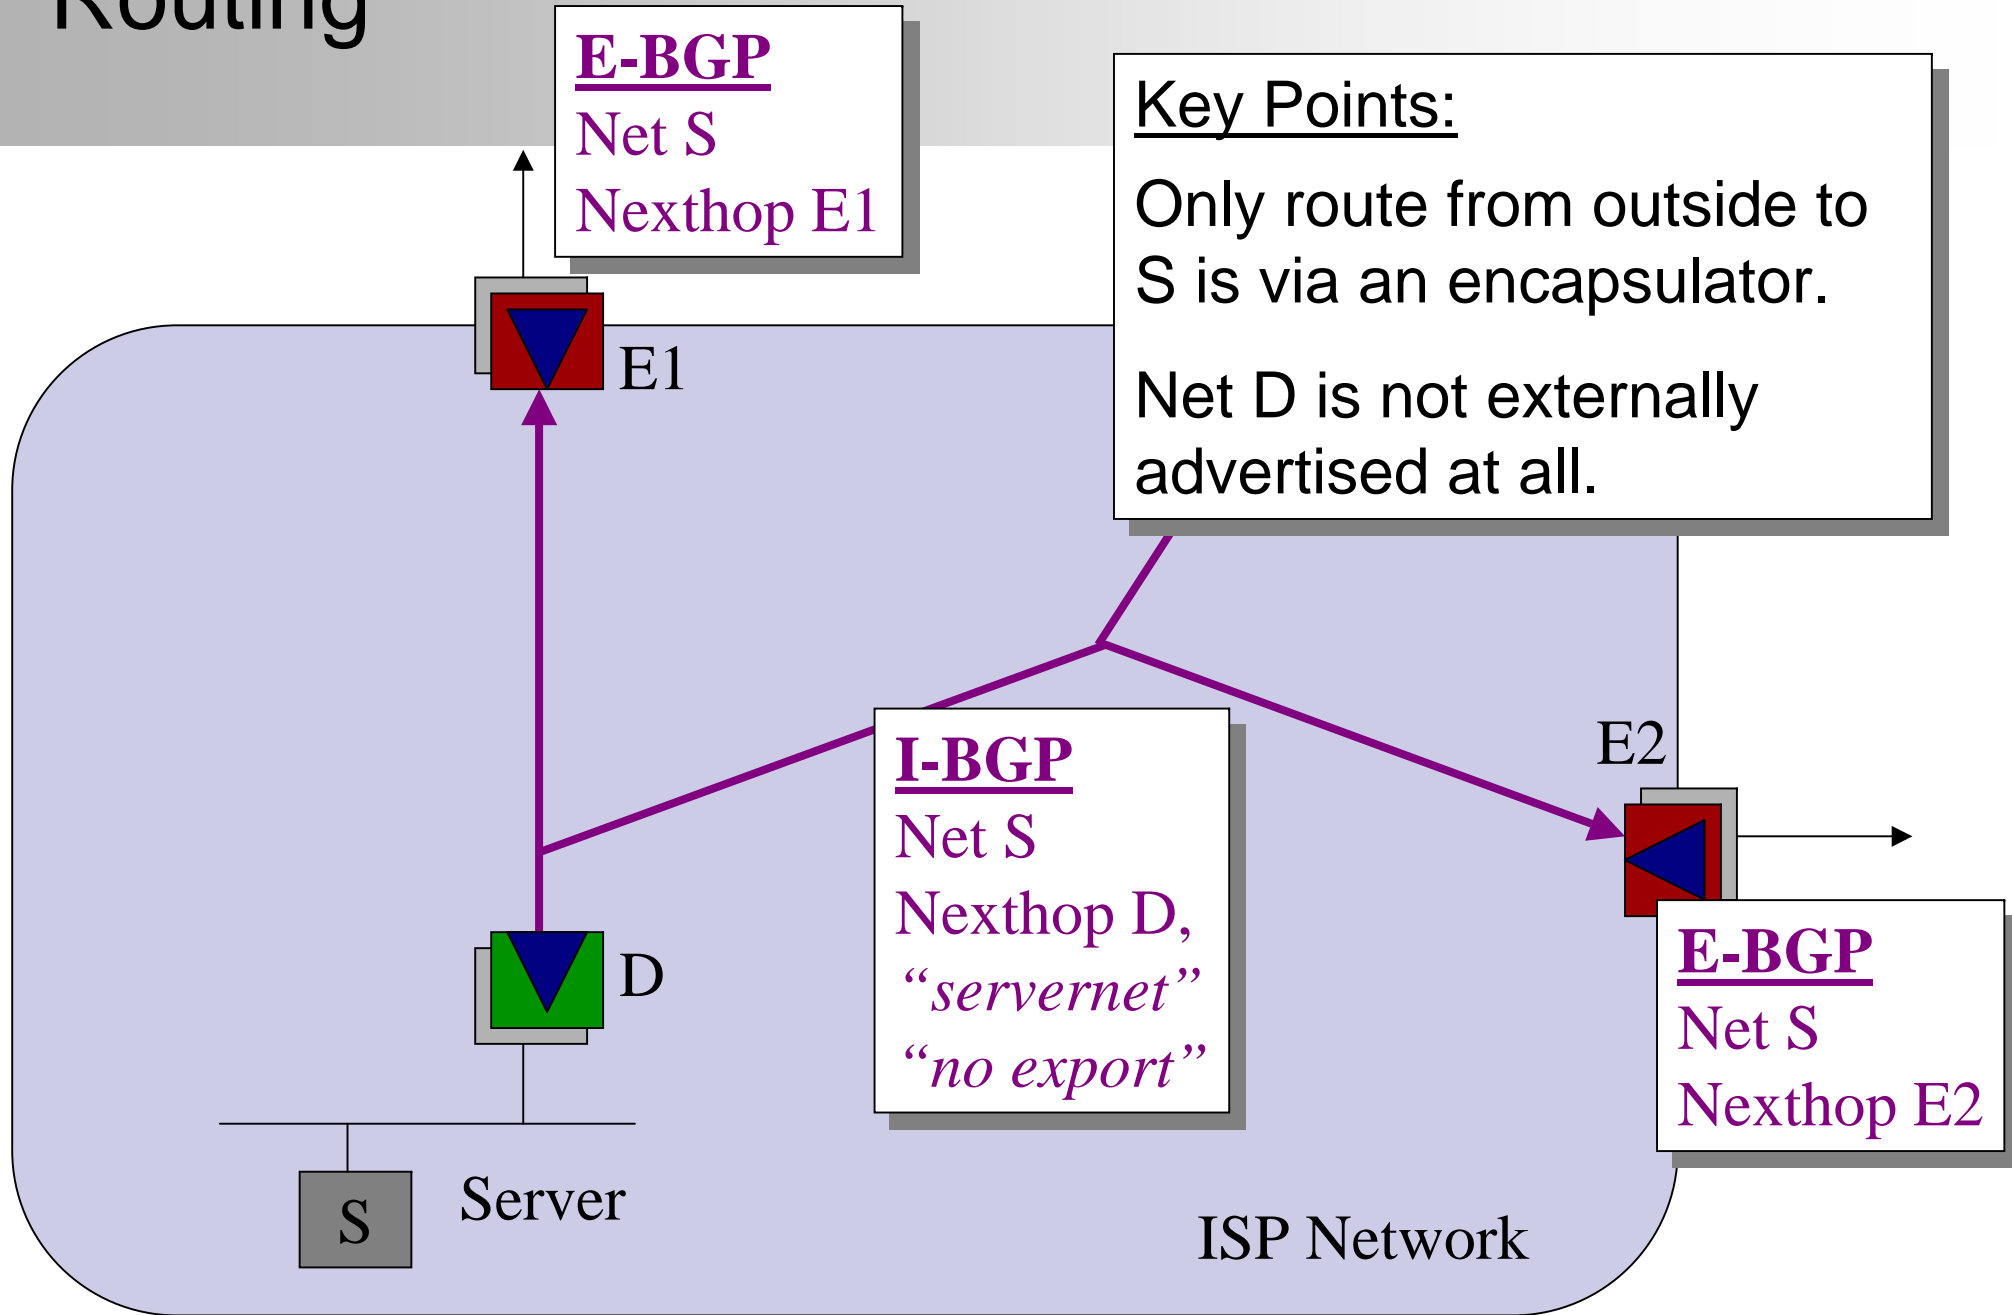 Routing
E-BGP
Net S
Nexthop E1
Key Points:
Only route from outside to
S is via an encapsulator.
Net D is not externally
advertised at all.
E1
I-BGP
Net S
Nexthop D,
“servernet”
“no export”
E2
E-BGP
Net S
Nexthop E2
D
S
Server
ISP Network